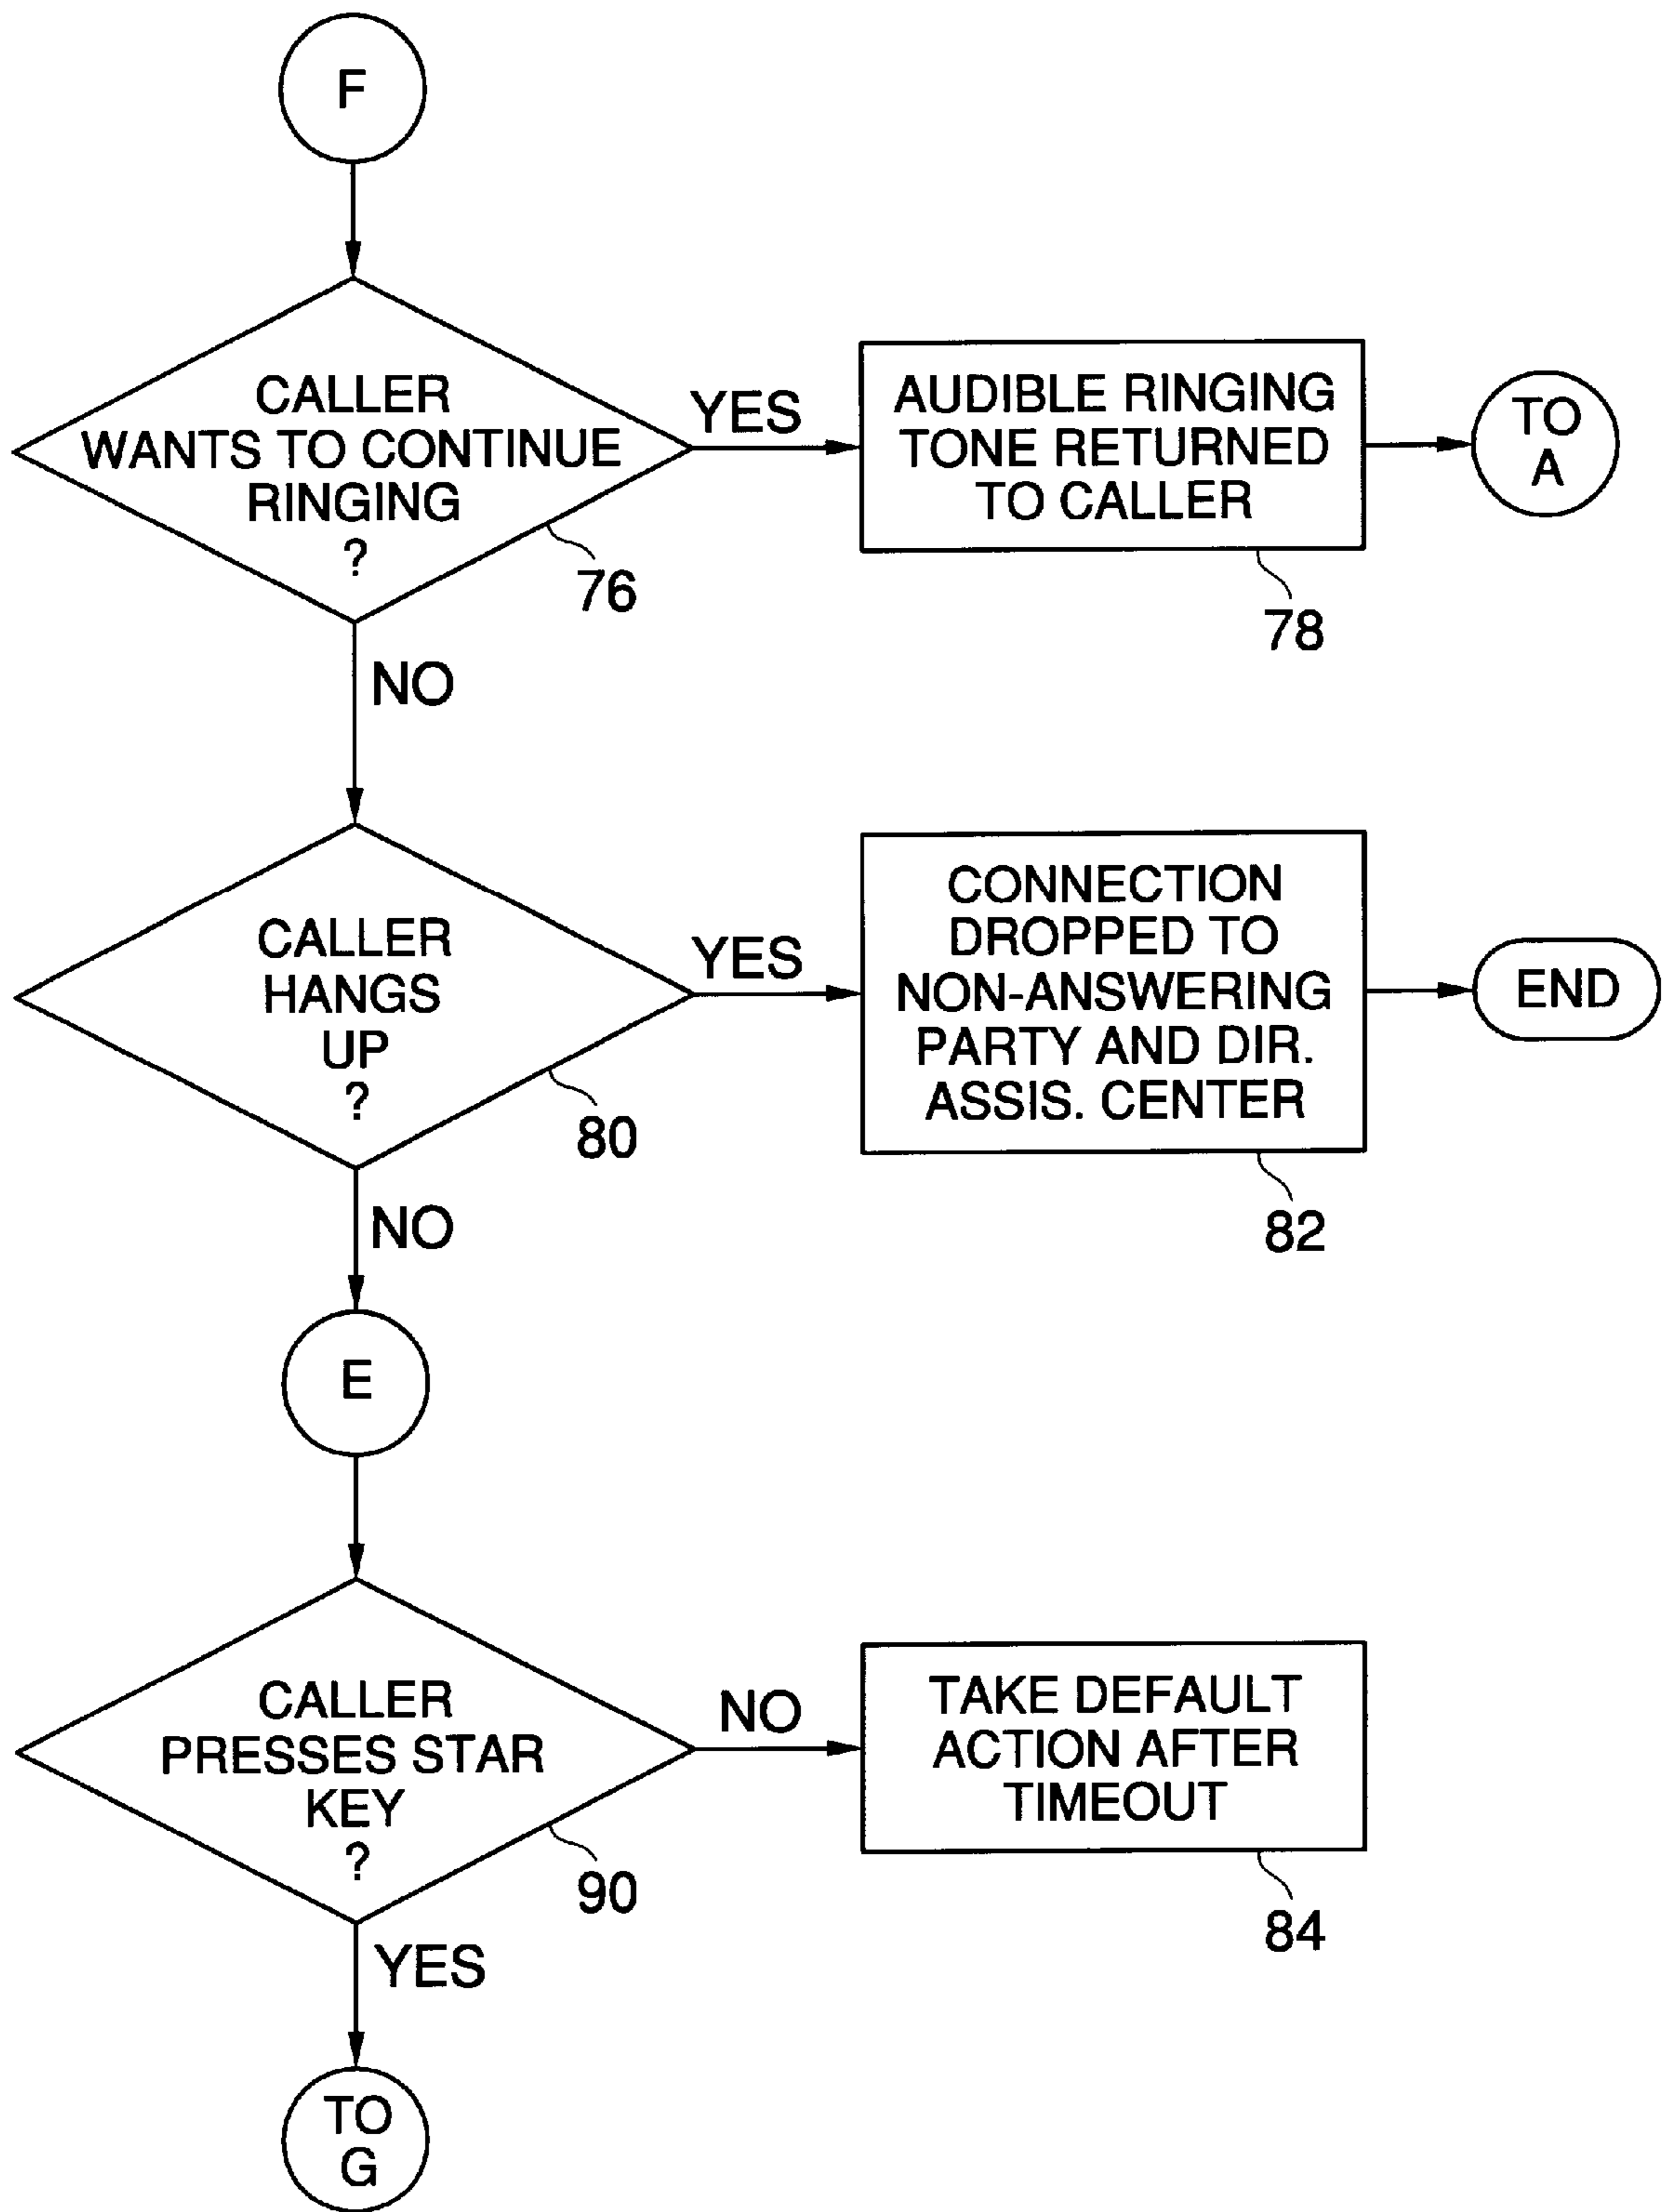 F
CALLER
WANTS TO CONTINUE
RINGING
?
76
YES
AUDIBLE RINGING
TONE RETURNED
TO CALLER
78
TO
A
NO
CALLER
HANGS
UP
?
80
YES
CONNECTION
DROPPED TO
NON-ANSWERING
PARTY AND DIR.
ASSIS. CENTER
82
END
NO
E
CALLER
PRESSES STAR
KEY
?
90
NO
TAKE DEFAULT
ACTION AFTER
TIMEOUT
84
YES
TO
G